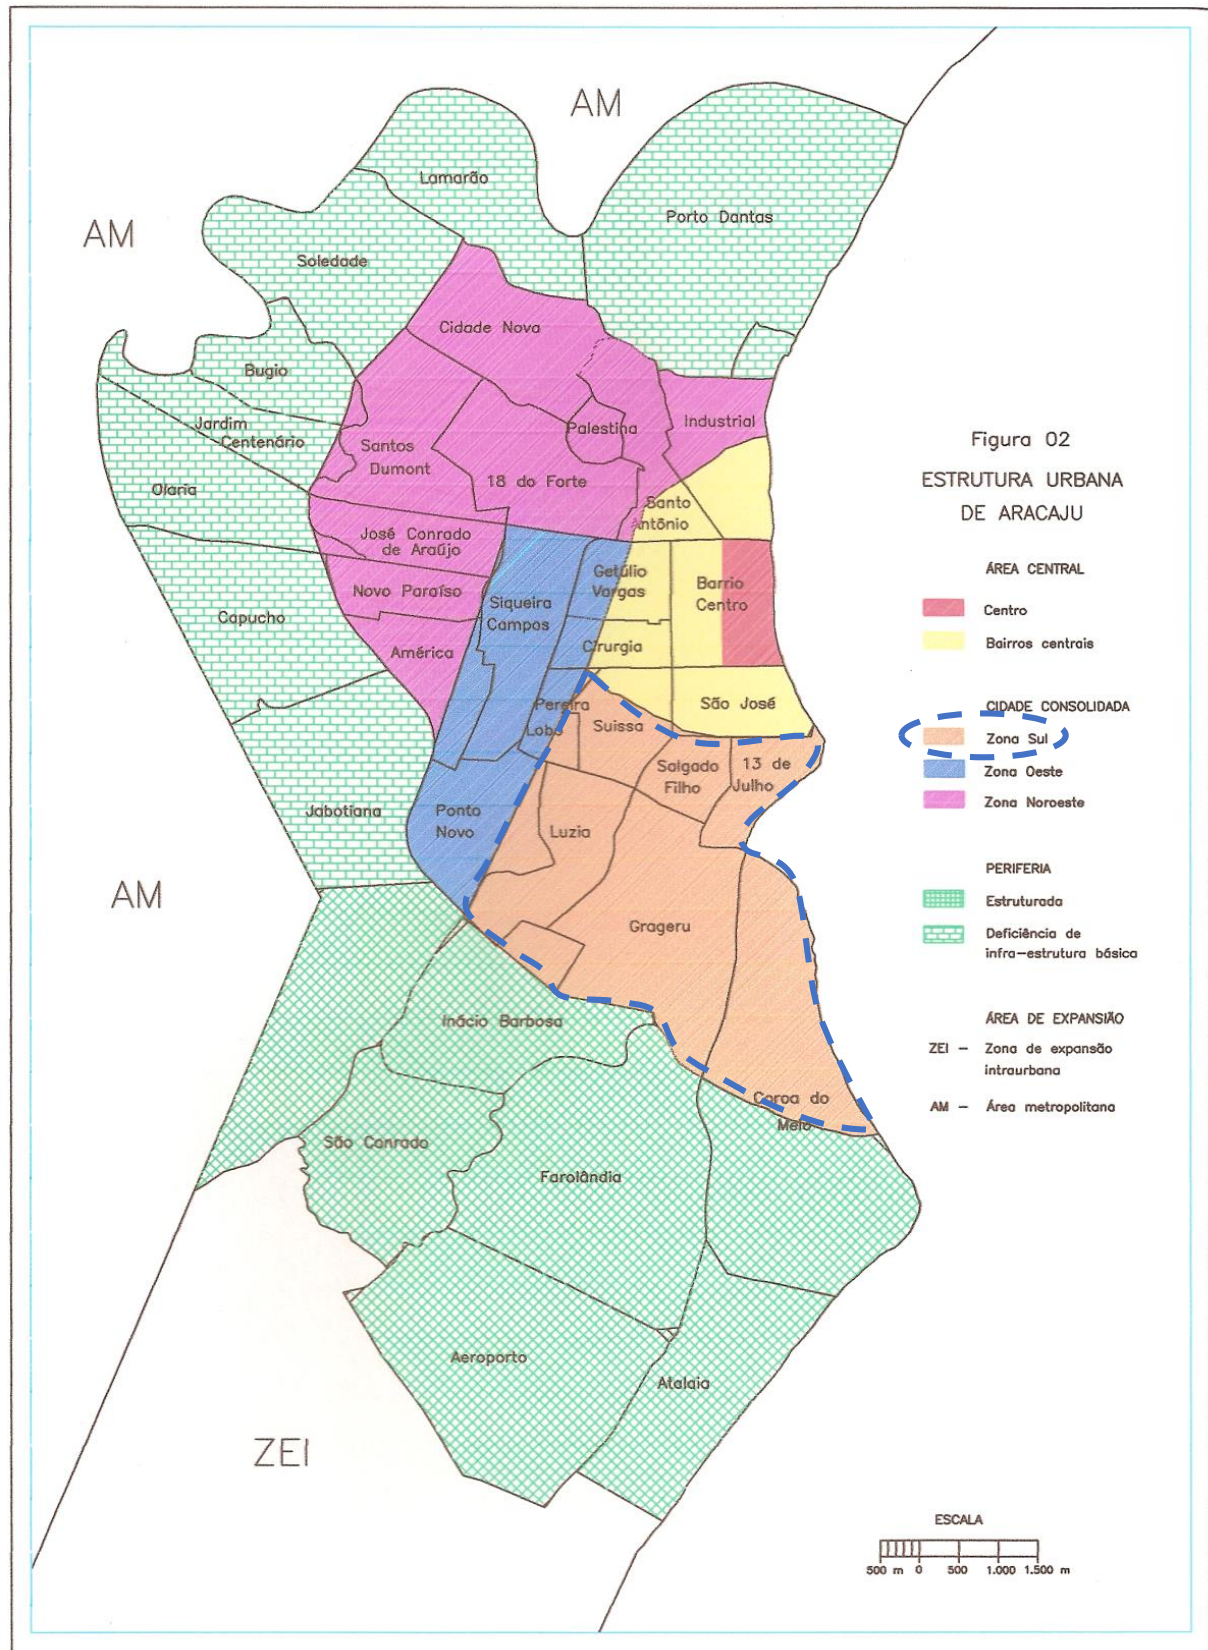 AM
AM
Lamarão
Porto Dantas
Soledade
Cidade Nova
Bugio
Jardim
Centenário
Santos
Dumont
Palestina
Industrial
Olaria
18 do Forte
Santo
Antônio
José Conrado
de Araújo
Getúlio
Vargas
Barrio
Centro
Novo Paraíso
Siqueira
Campos
Capucho
América
Cirurgia
Pereira
Lobo
Suissa
São José
Salgado
Filho
13 de
Julho
Jabotiana
Ponto
Novo
Luzia
AM
Grageru
Inácio Barbosa
Coroa do
Meio
São Conrado
Farolândia
Aeroporto
Atalaia
ZEI
Figura 02
ESTRUTURA URBANA
DE ARACAJU
ÁREA CENTRAL
Centro
Bairros centrais
CIDADE CONSOLIDADA
Zona Sul
Zona Oeste
Zona Noroeste
PERIFERIA
Estruturada
Deficiência de
infra-estrutura básica
ÁREA DE EXPANSIÃO
ZEI – Zona de expansão
intraurbana
AM – Área metropolitana
ESCALA
500 m 0 500 1.000 1.500 m